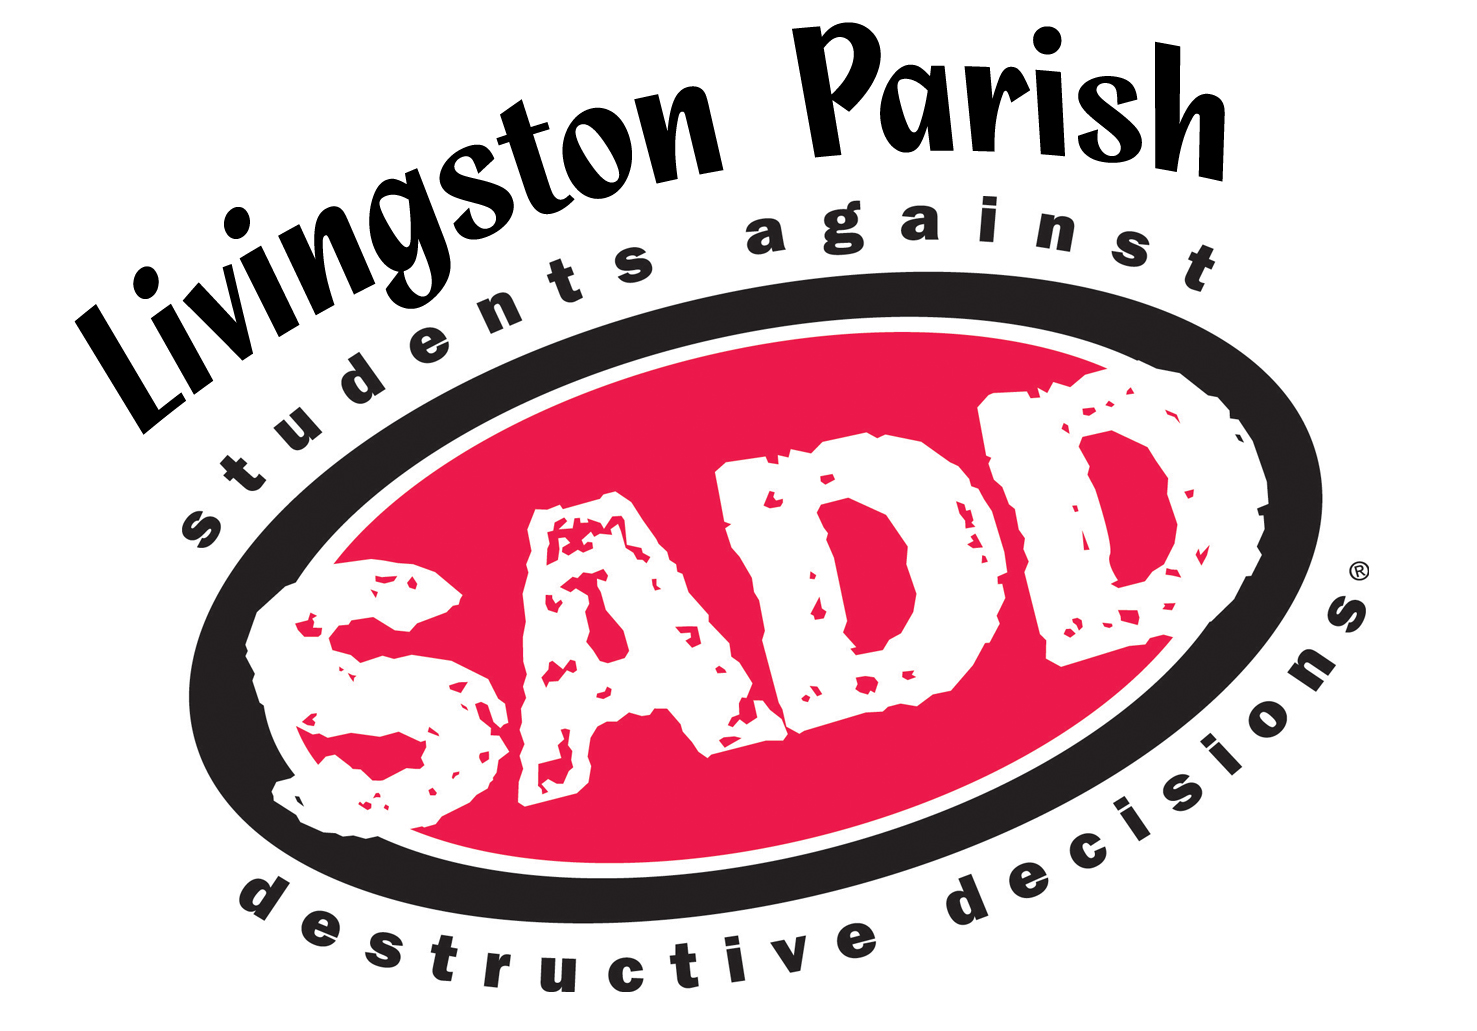 Livingston Parish
students against
SADD
destructive decisions®